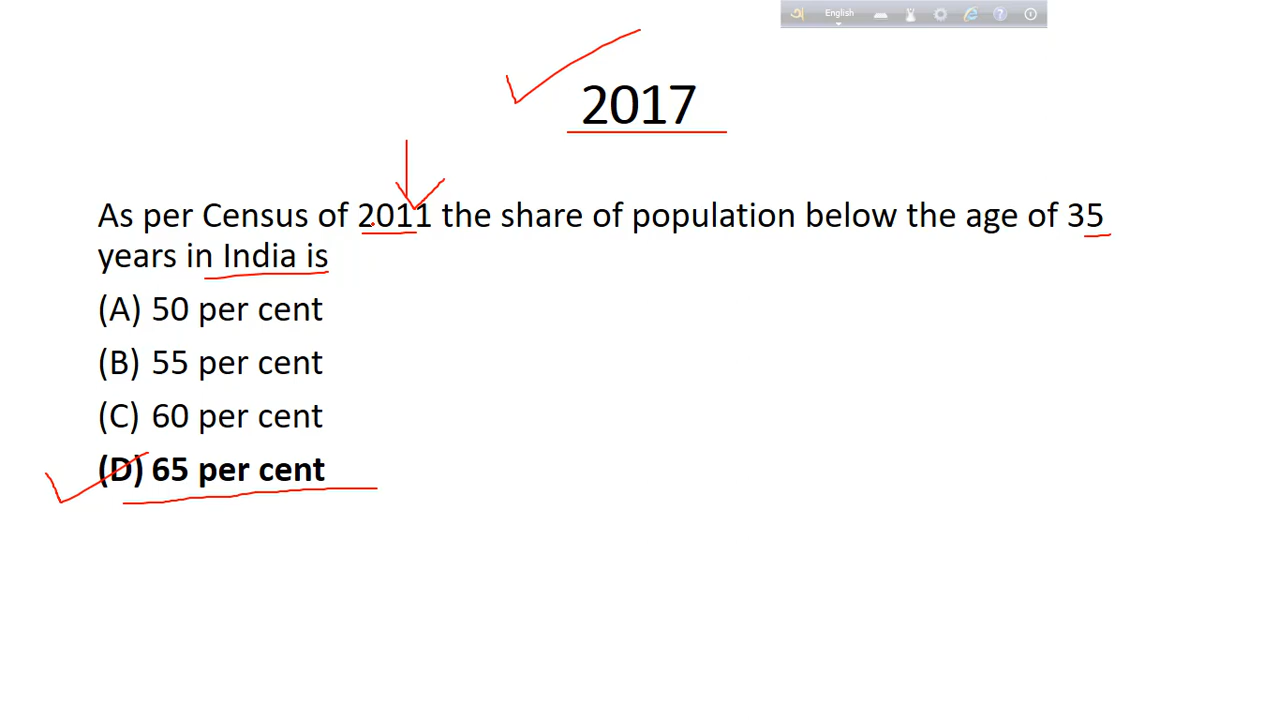 English
2017
As per Census of 2011 the share of population below the age of 35
years in India is
(A) 50 per cent
(B) 55 per cent
(C) 60 per cent
(D) 65 per cent